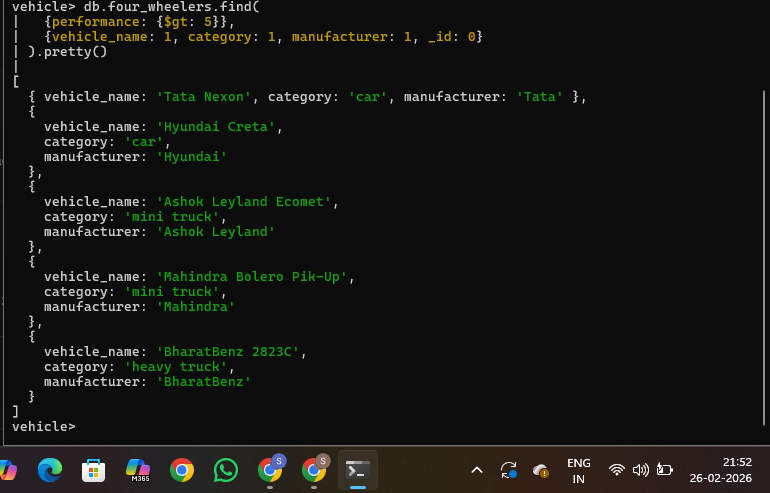 vehicle> db.four_wheelers.find(
|   {performance: {$gt: 5}},
|   {vehicle_name: 1, category: 1, manufacturer: 1, _id: 0}
| ).pretty()
|
[
  { vehicle_name: 'Tata Nexon', category: 'car', manufacturer: 'Tata' },
  {
    vehicle_name: 'Hyundai Creta',
    category: 'car',
    manufacturer: 'Hyundai'
  },
  {
    vehicle_name: 'Ashok Leyland Ecomet',
    category: 'mini truck',
    manufacturer: 'Ashok Leyland'
  },
  {
    vehicle_name: 'Mahindra Bolero Pik-Up',
    category: 'mini truck',
    manufacturer: 'Mahindra'
  },
  {
    vehicle_name: 'BharatBenz 2823C',
    category: 'heavy truck',
    manufacturer: 'BharatBenz'
  }
]
vehicle>
M365
S
S
ENG
IN
21:52
26-02-2026